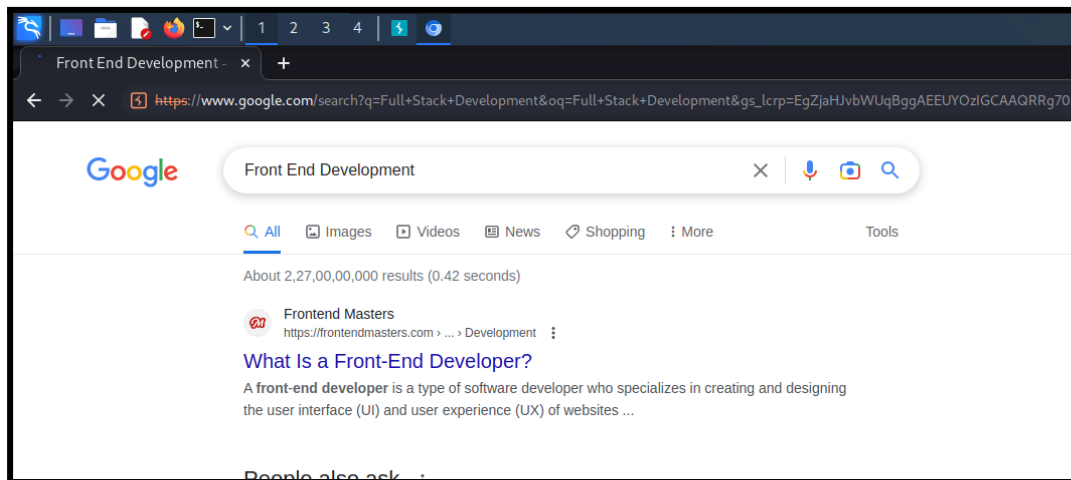 1 2 3 4
Front End Development -
https://www.google.com/search?q=Full+Stack+Development&oq=Full+Stack+Development&gs_lcrp=EgZjaHJvbWUqBggAEEUYOzIGCAAQRRg70
Google
Front End Development
All Images Videos News Shopping More Tools
About 2,27,00,00,000 results (0.42 seconds)
Frontend Masters
https://frontendmasters.com › ... › Development
What Is a Front-End Developer?
A front-end developer is a type of software developer who specializes in creating and designing
the user interface (UI) and user experience (UX) of websites ...
People also ask